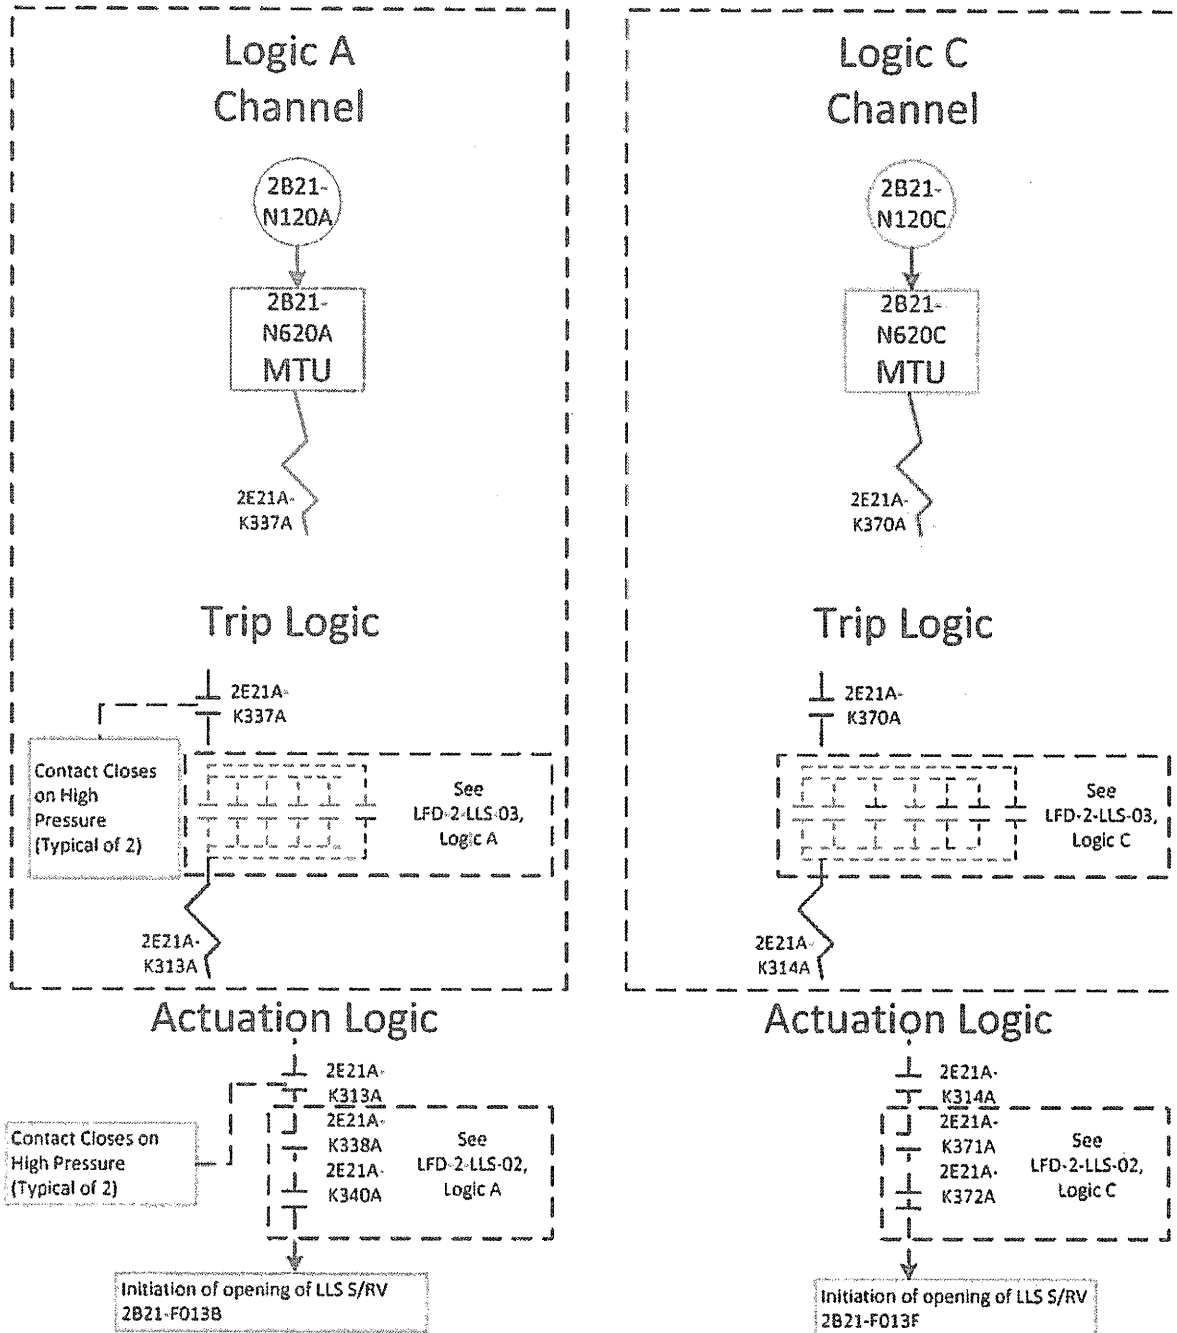 Logic A
Channel
2B21-
N120A
2B21-
N620A
MTU
2E21A-
K337A
Trip Logic
2E21A-
K337A
Contact Closes
on High
Pressure
(Typical of 2)
See
LFD-2-LLS-03,
Logic A
2E21A-
K313A
Actuation Logic
2E21A-
K313A
Contact Closes on
High Pressure
(Typical of 2)
2E21A-
K338A
2E21A-
K340A
See
LFD-2-LLS-02,
Logic A
Initiation of opening of LLS S/RV
2B21-F013B
Logic C
Channel
2B21-
N120C
2B21-
N620C
MTU
2E21A-
K370A
Trip Logic
2E21A-
K370A
See
LFD-2-LLS-03,
Logic C
2E21A-
K314A
Actuation Logic
2E21A-
K314A
2E21A-
K371A
2E21A-
K372A
See
LFD-2-LLS-02,
Logic C
Initiation of opening of LLS S/RV
2B21-F013F